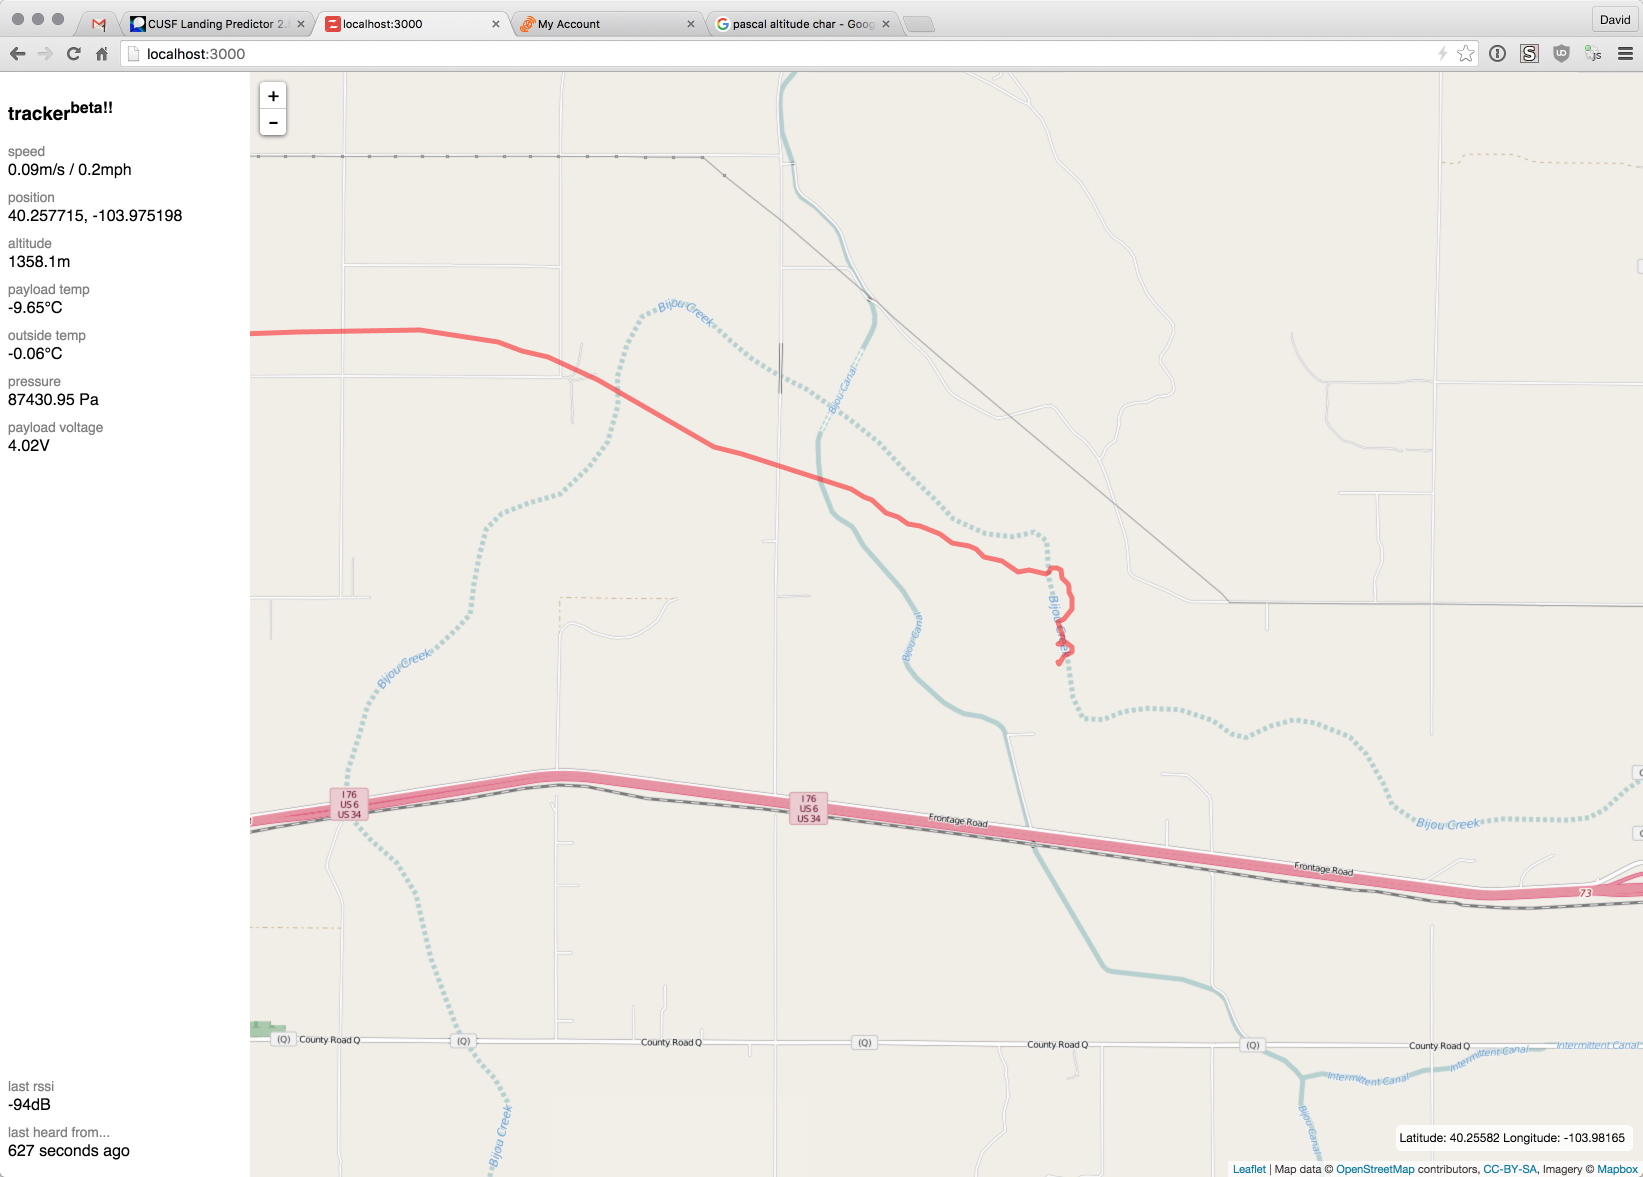 CUSF Landing Predictor 2.
localhost:3000
My Account
pascal altitude char - Goog
David
localhost:3000
trackerbeta!!
speed
0.09m/s / 0.2mph
position
40.257715, -103.975198
altitude
1358.1m
payload temp
-9.65°C
outside temp
-0.06°C
pressure
87430.95 Pa
payload voltage
4.02V
last rssi
-94dB
last heard from...
627 seconds ago
+
-
Bijou Creek
Bijou Canal
Bijou Creek
Bijou Canal
Bijou Creek
I 76
US 6
US 34
I 76
US 6
US 34
Frontage Road
Bijou Creek
Frontage Road
73
(Q)
County Road Q
(Q)
County Road Q
(Q)
County Road Q
(Q)
County Road Q
Intermittent Canal
Intermittent Canal
Intermittent Canal
Bijou Creek
Bijou Canal
Latitude: 40.25582 Longitude: -103.98165
Leaflet | Map data © OpenStreetMap contributors, CC-BY-SA, Imagery © Mapbox